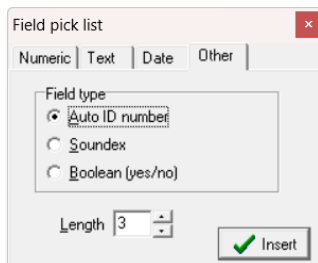 Field pick list
Numeric Text Date Other
Field type
Auto ID number
Soundex
Boolean (yes/no)
Length 3
Insert